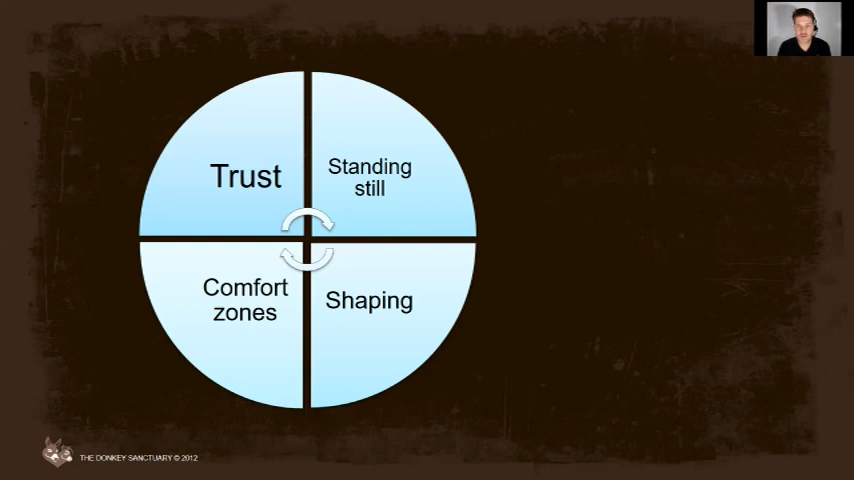 Trust
Standing
still
Comfort
zones
Shaping
THE DONKEY SANCTUARY © 2012